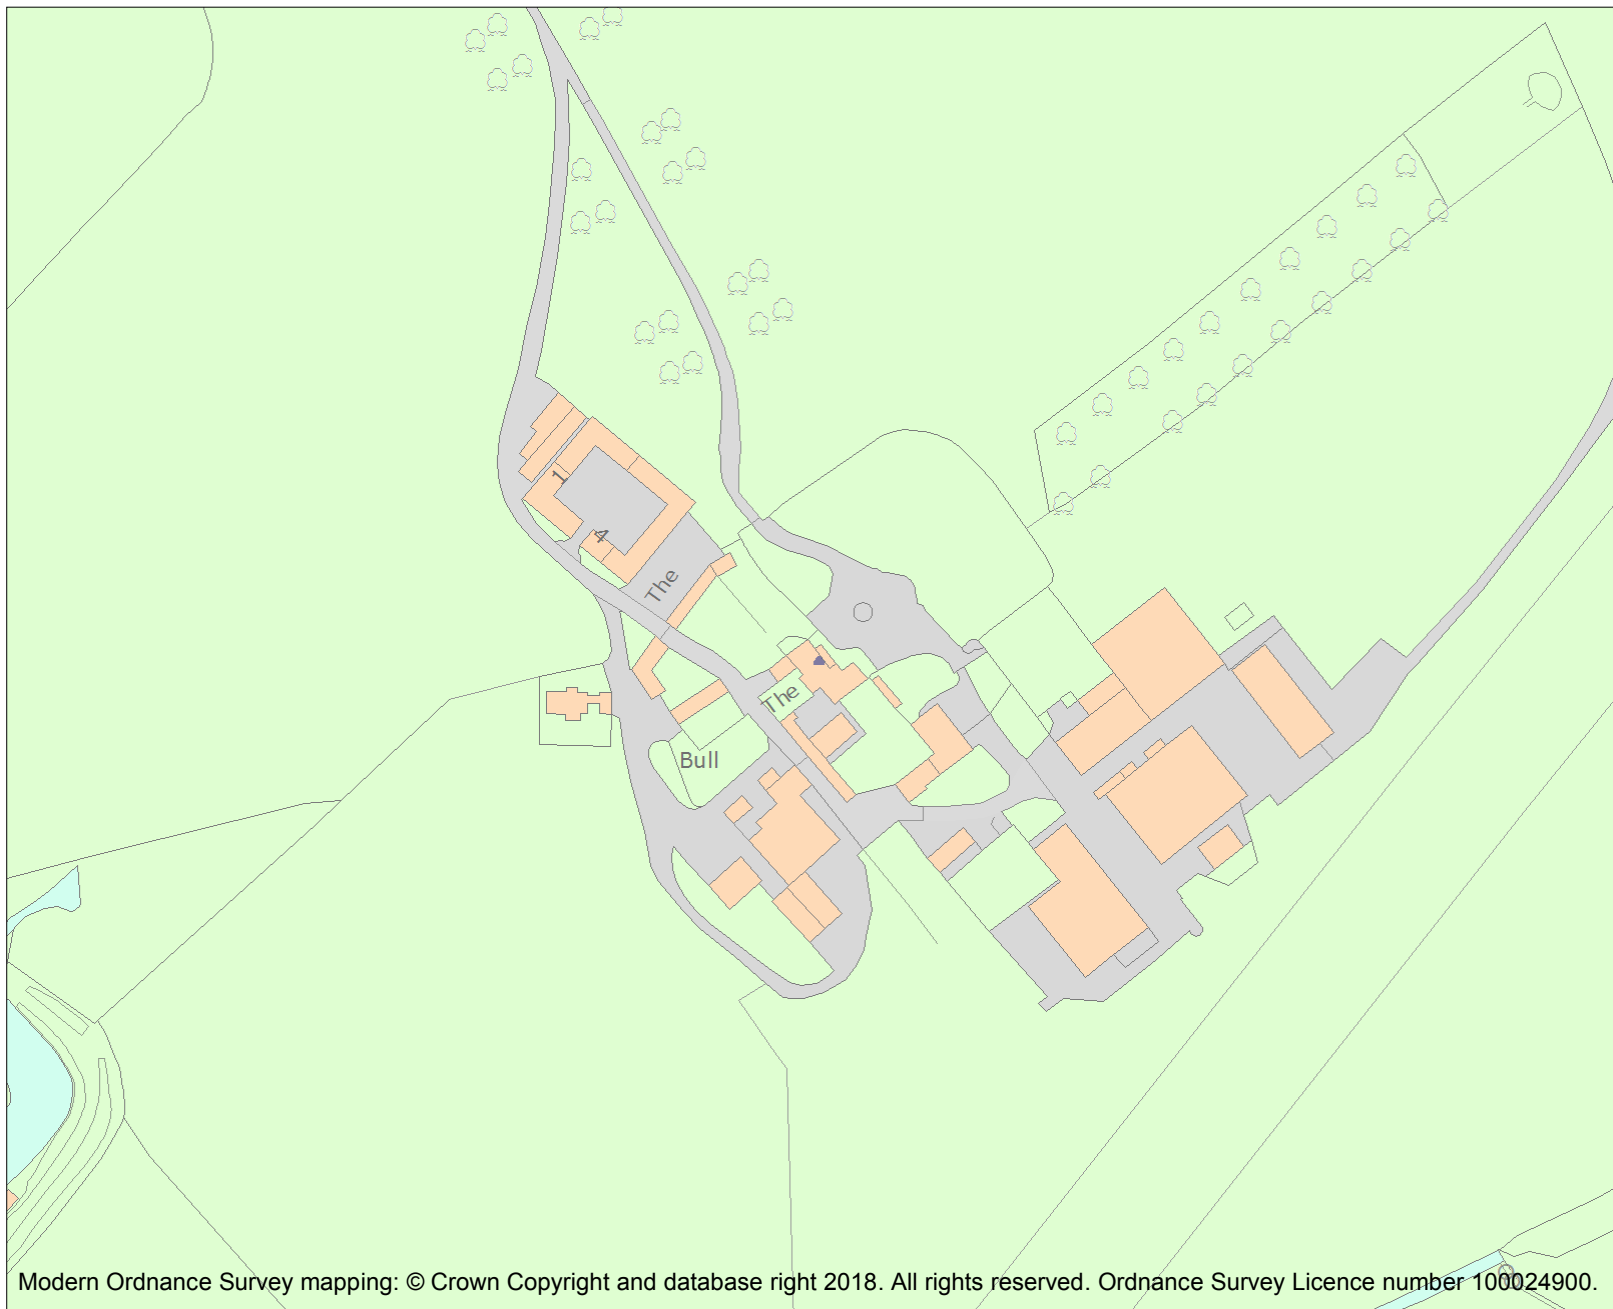 1
4
The
The
Bull
Modern Ordnance Survey mapping: © Crown Copyright and database right 2018. All rights reserved. Ordnance Survey Licence number 100024900.